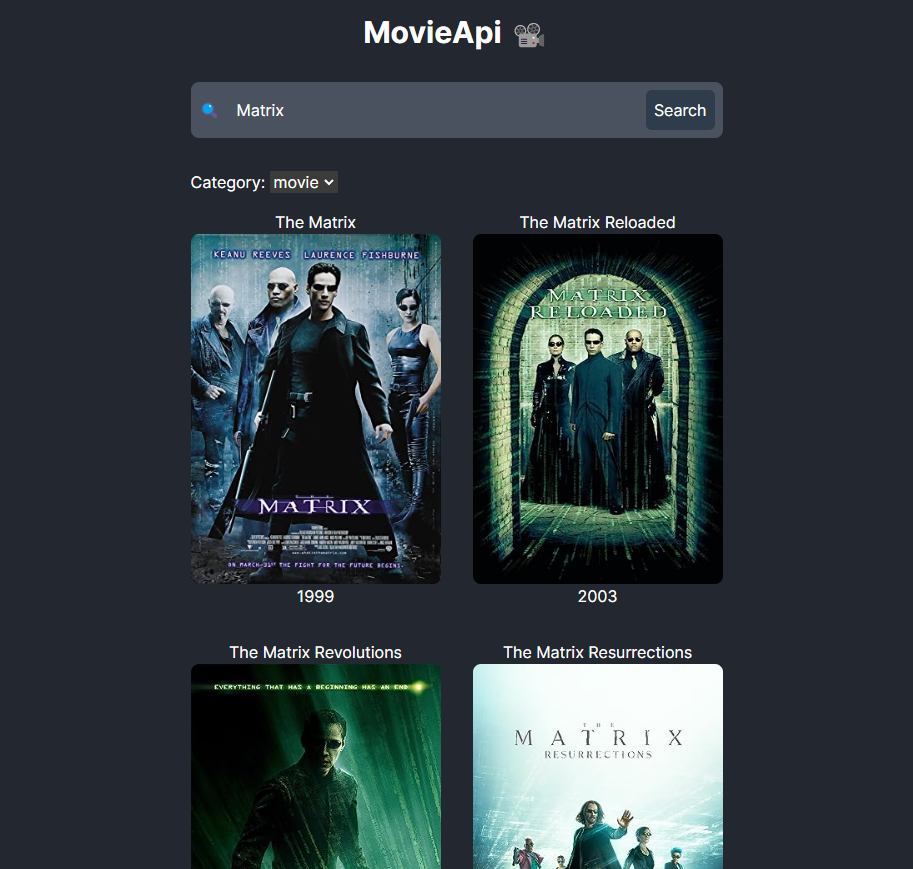 MovieApi
Matrix
Search
Category: movie
The Matrix
The Matrix Reloaded
KEANU REEVES LAURENCE FISHBURNE
THE
MATRIX
ON MARCH 31ST THE FIGHT FOR THE FUTURE BEGINS.
MATRIX
RELOADED
1999
2003
The Matrix Revolutions
The Matrix Resurrections
EVERYTHING THAT HAS A BEGINNING HAS AN END
THE
MATRIX
RESURRECTIONS